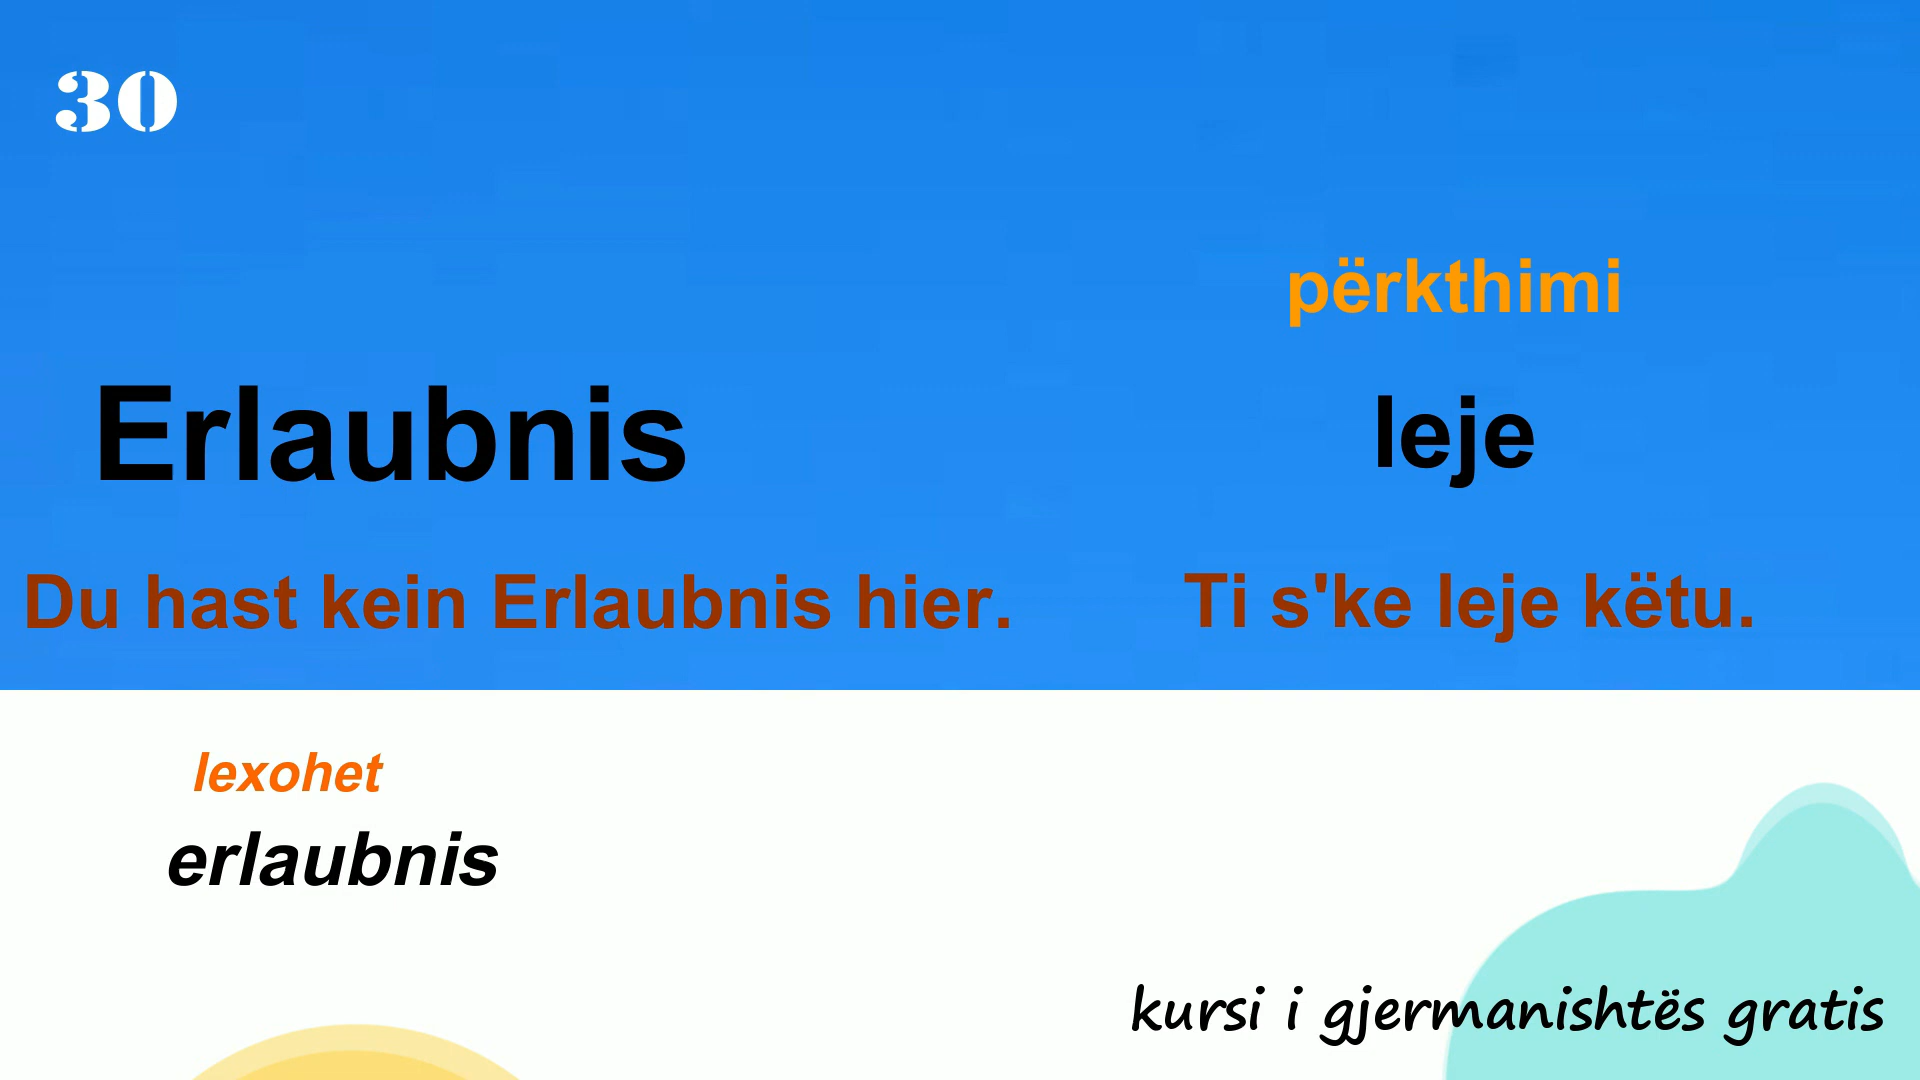 30
përkthimi
Erlaubnis
leje
Du hast kein Erlaubnis hier.
Ti s'ke leje këtu.
lexohet
erlaubnis
kursi i gjermanishtës gratis